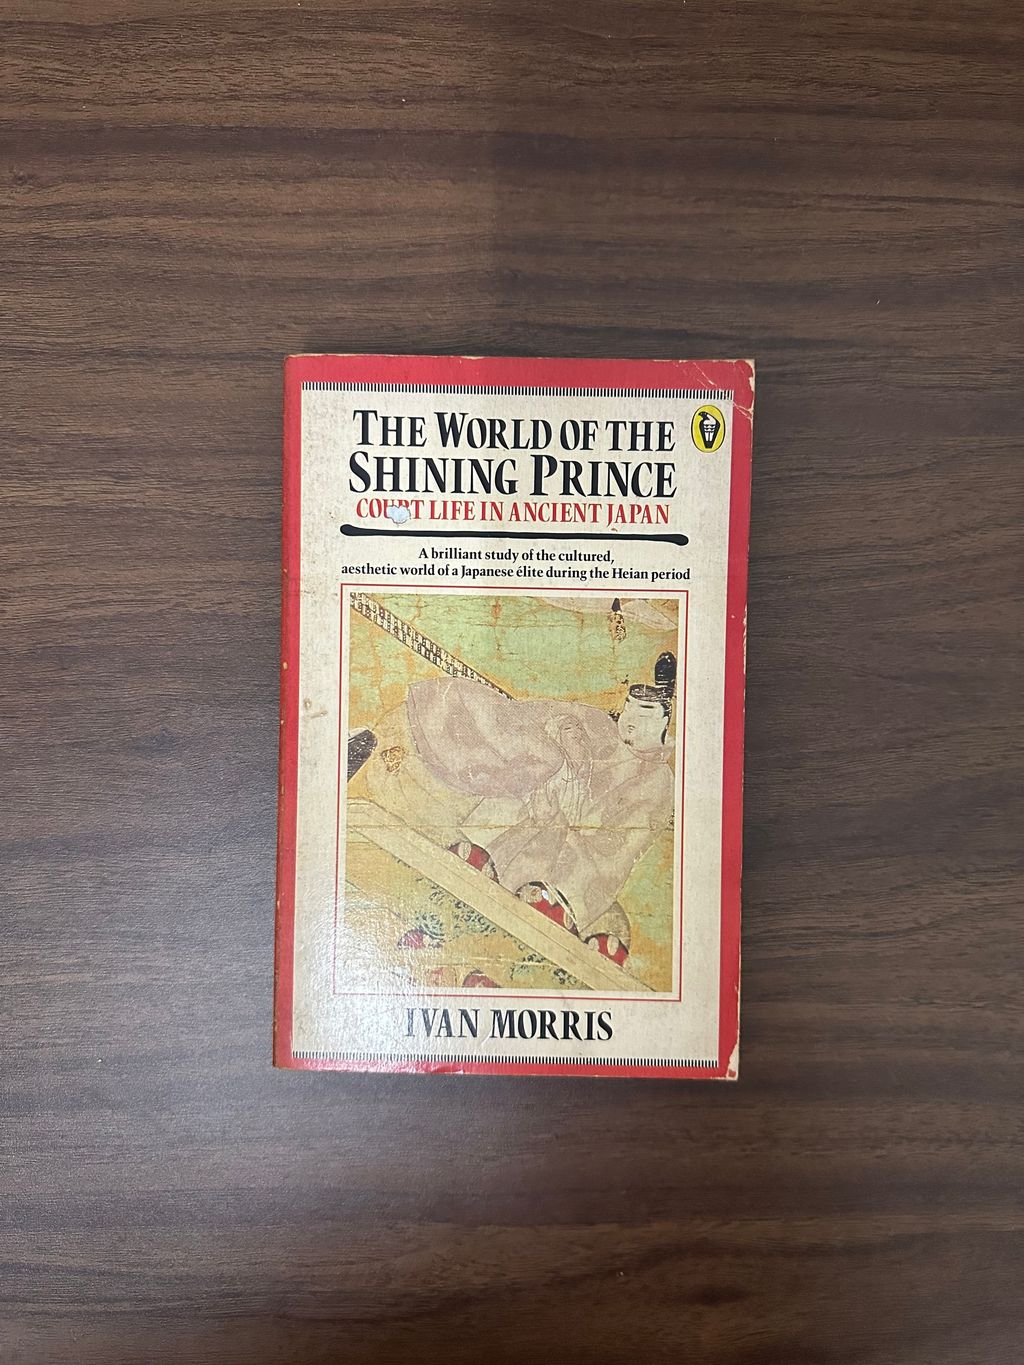 THE WORLD OF THE
SHINING PRINCE
COURT LIFE IN ANCIENT JAPAN
A brilliant study of the cultured,
aesthetic world of a Japanese élite during the Heian period
IVAN MORRIS